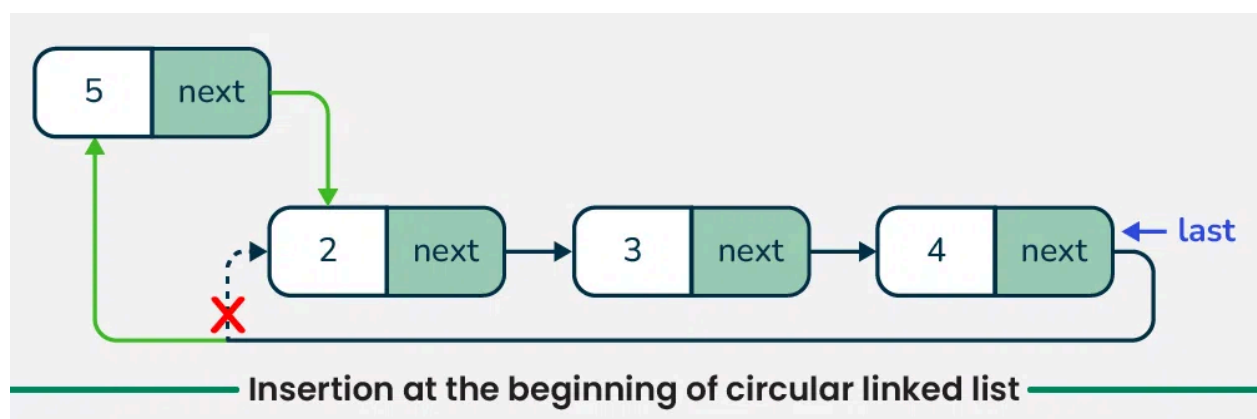 5 next
2 next 3 next 4 next last
Insertion at the beginning of circular linked list